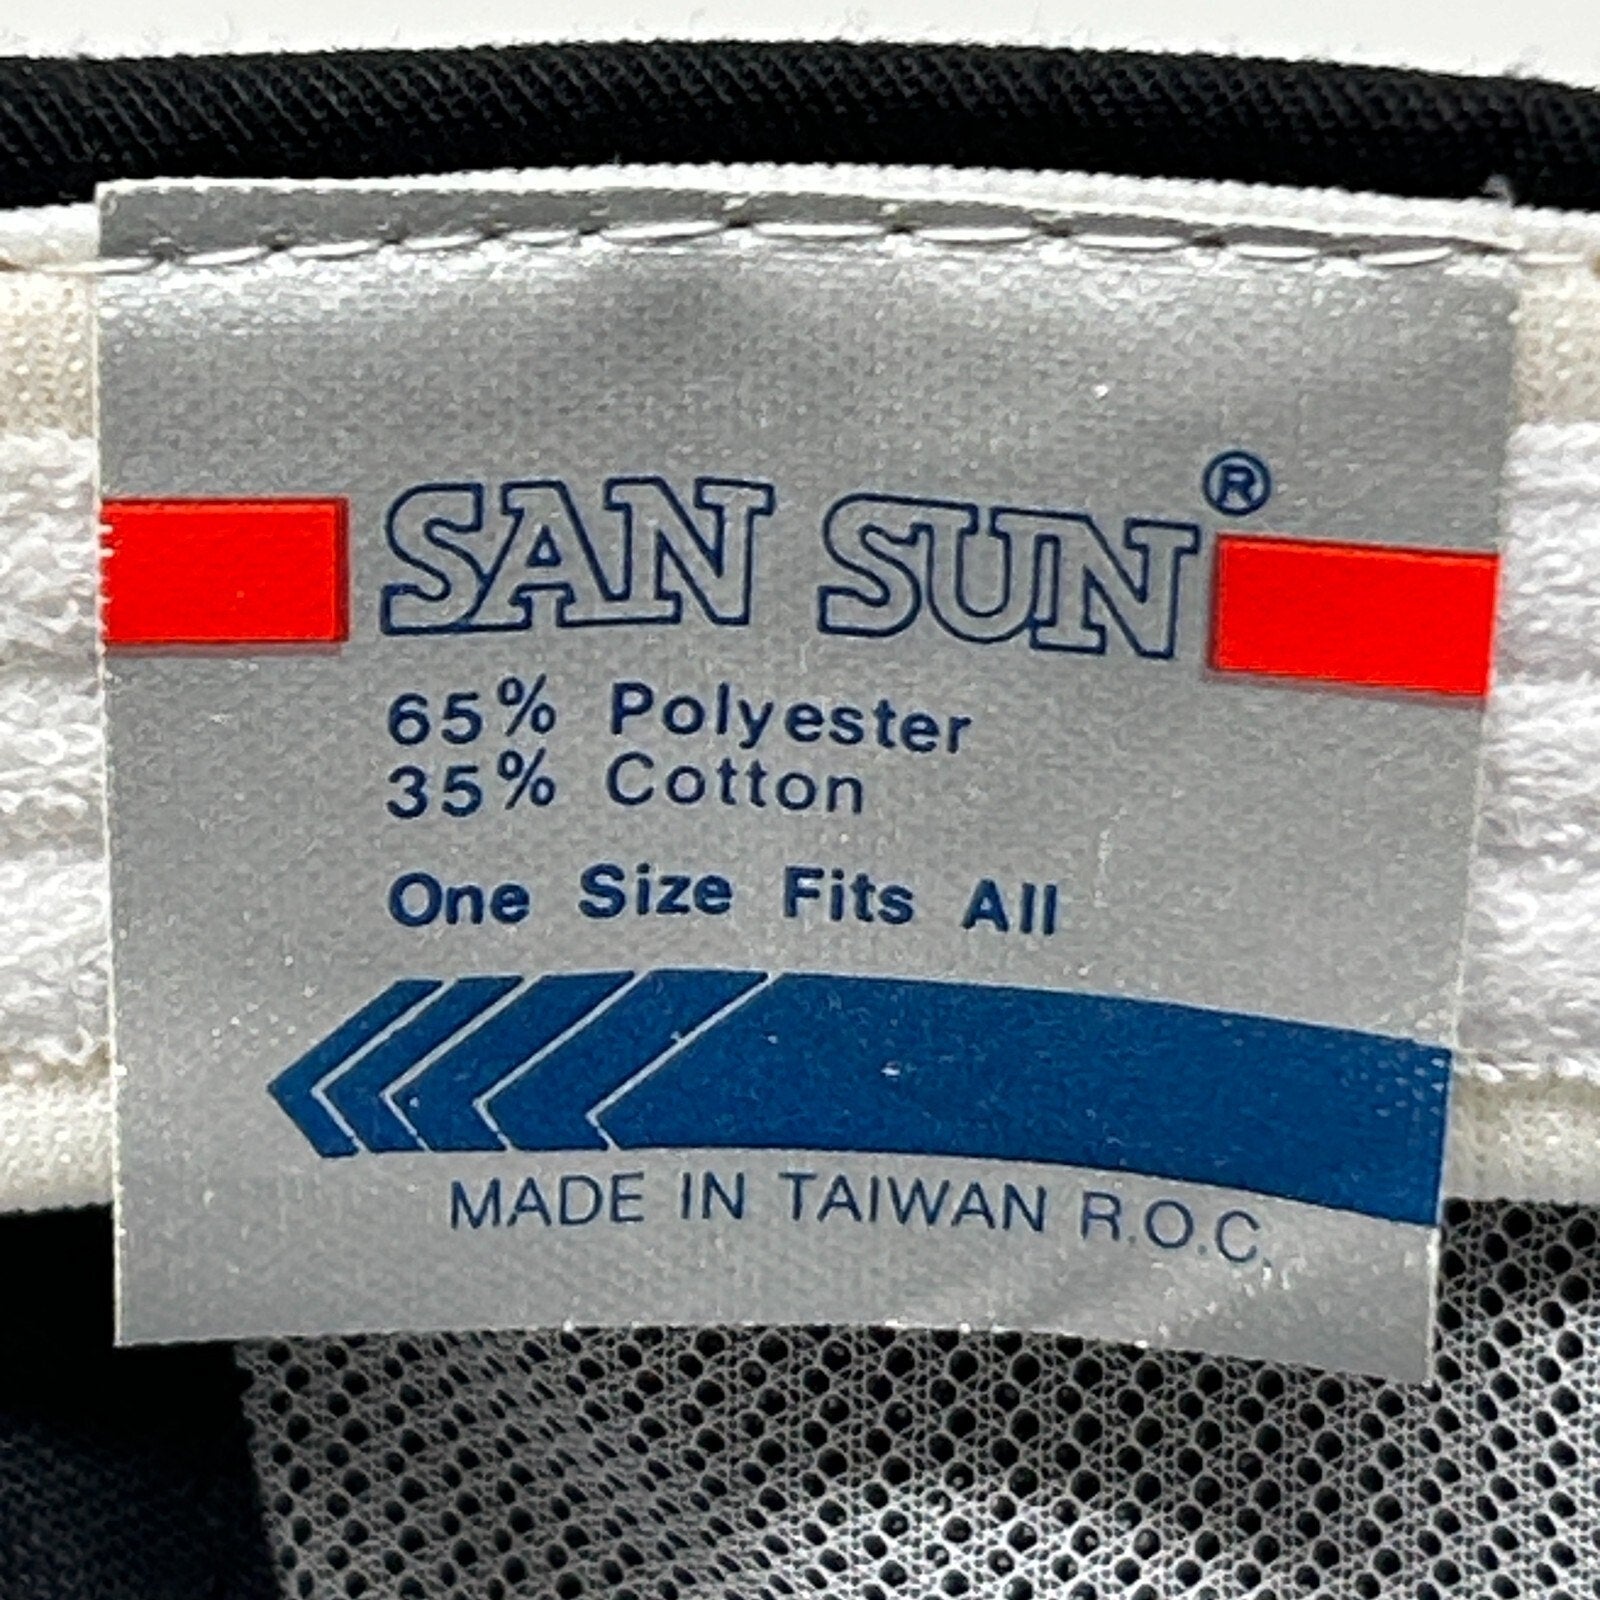 SAN SUN®
65% Polyester
35% Cotton
One Size Fits All
MADE IN TAIWAN R.O.C.